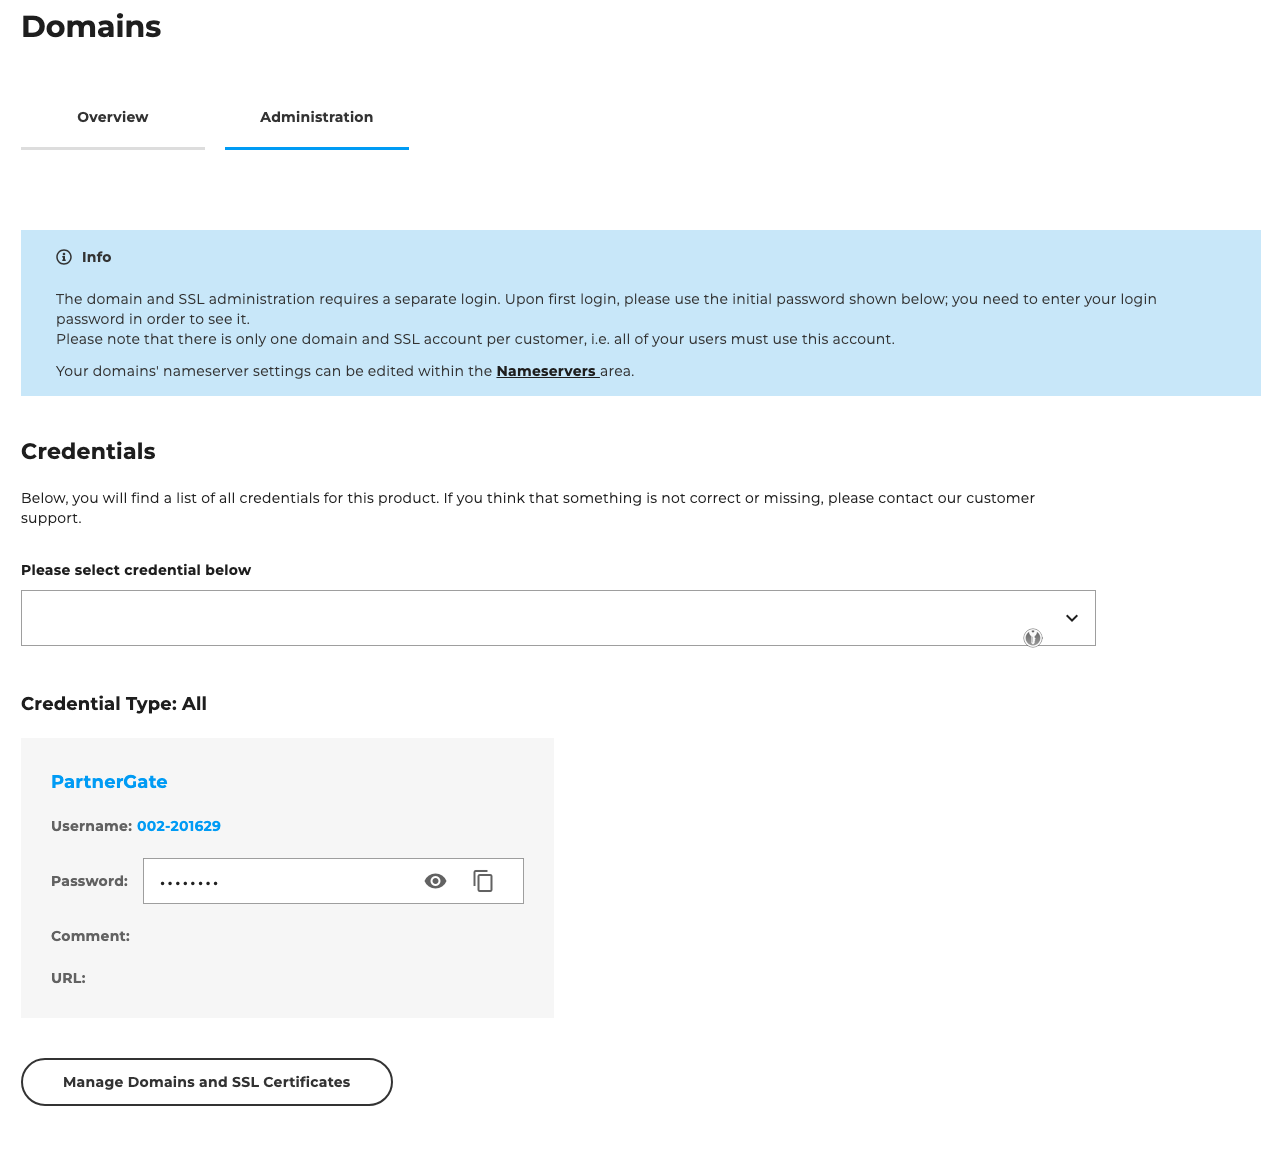 Domains
Overview
Administration
Info
The domain and SSL administration requires a separate login. Upon first login, please use the initial password shown below; you need to enter your login
password in order to see it.
Please note that there is only one domain and SSL account per customer, i.e. all of your users must use this account.
Your domains' nameserver settings can be edited within the Nameservers area.
Credentials
Below, you will find a list of all credentials for this product. If you think that something is not correct or missing, please contact our customer
support.
Please select credential below
Credential Type: All
PartnerGate
Username: 002-201629
Password: ........
Comment:
URL:
Manage Domains and SSL Certificates